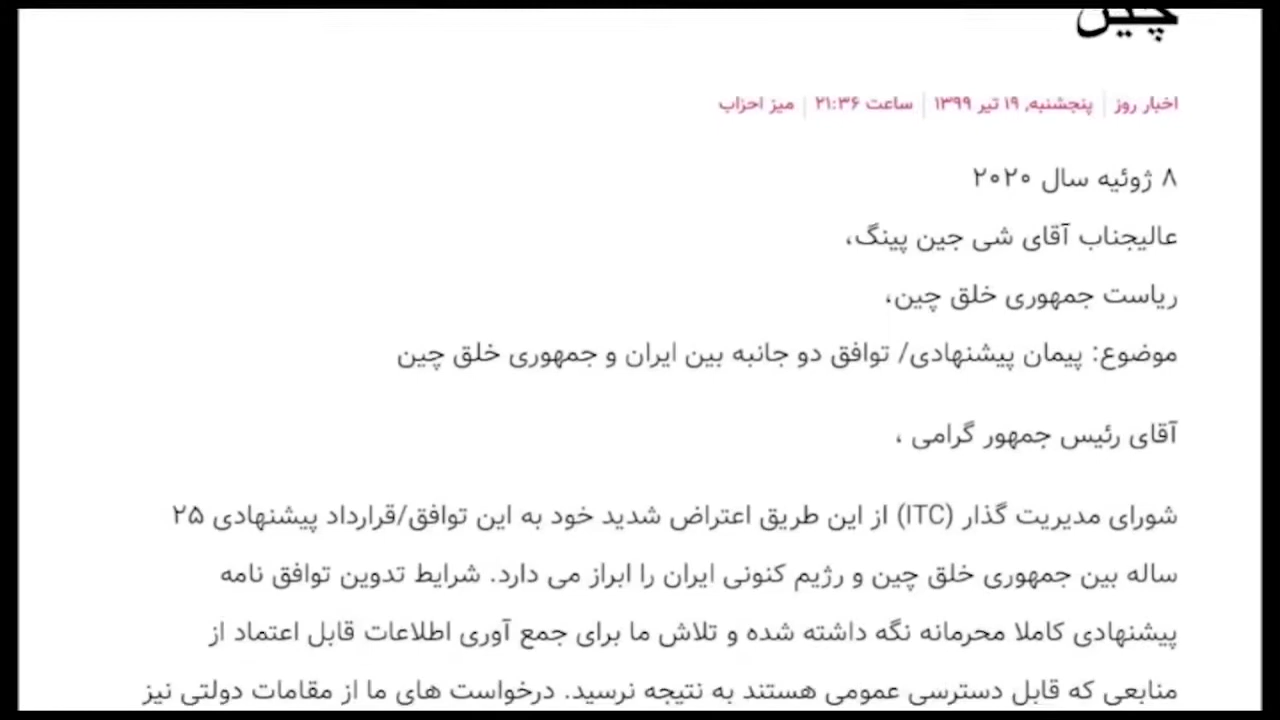 چین
اخبار روز | پنجشنبه, ۱۹ تیر ۱۳۹۹ | ساعت ۲۱:۳۶ | میز احزاب
۸ ژوئیه سال ۲۰۲۰
عالیجناب آقای شی جین پینگ،
ریاست جمهوری خلق چین،
موضوع: پیمان پیشنهادی/ توافق دو جانبه بین ایران و جمهوری خلق چین
آقای رئیس جمهور گرامی ،
شورای مدیریت گذار (ITC) از این طریق اعتراض شدید خود به این توافق/قرارداد پیشنهادی ۲۵
ساله بین جمهوری خلق چین و رژیم کنونی ایران را ابراز می دارد. شرایط تدوین توافق نامه
پیشنهادی کاملا محرمانه نگه داشته شده و تلاش ما برای جمع آوری اطلاعات قابل اعتماد از
منابعی که قابل دسترسی عمومی هستند به نتیجه نرسید. درخواست های ما از مقامات دولتی نیز